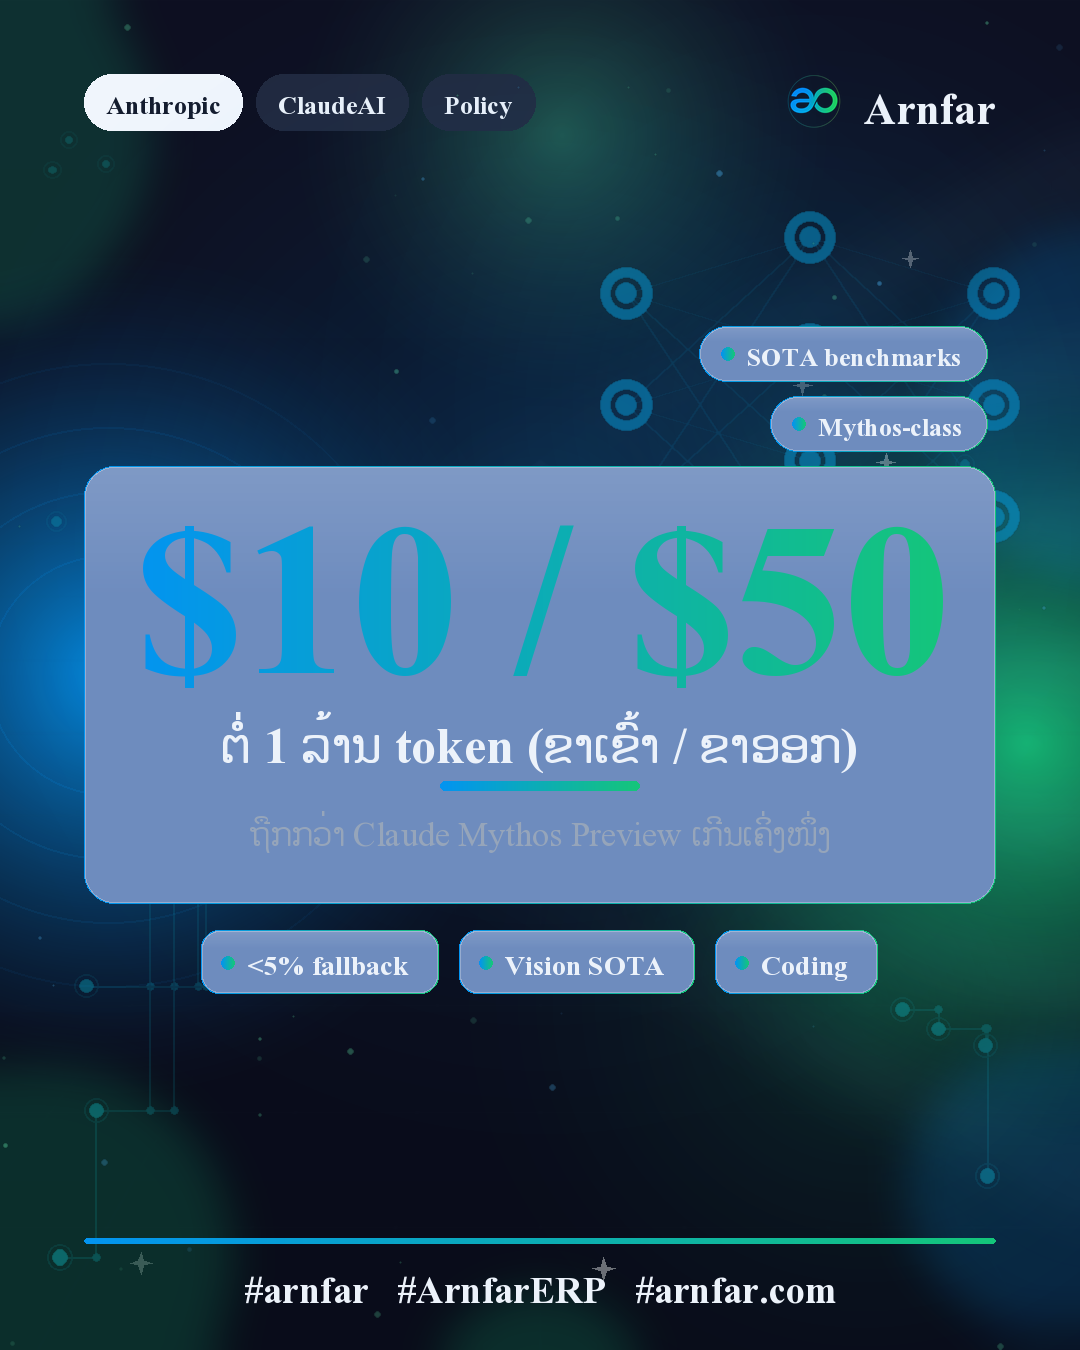 Anthropic ClaudeAI Policy Arnfar
SOTA benchmarks
Mythos-class
$10 / $50
ຕໍ່ 1 ລ້ານ token (ຂາເຂົ້າ / ຂາອອກ)
ຖືກກວ່າ Claude Mythos Preview ເກີນເຄິ່ງໜຶ່ງ
<5% fallback Vision SOTA Coding
#arnfar #ArnfarERP #arnfar.com